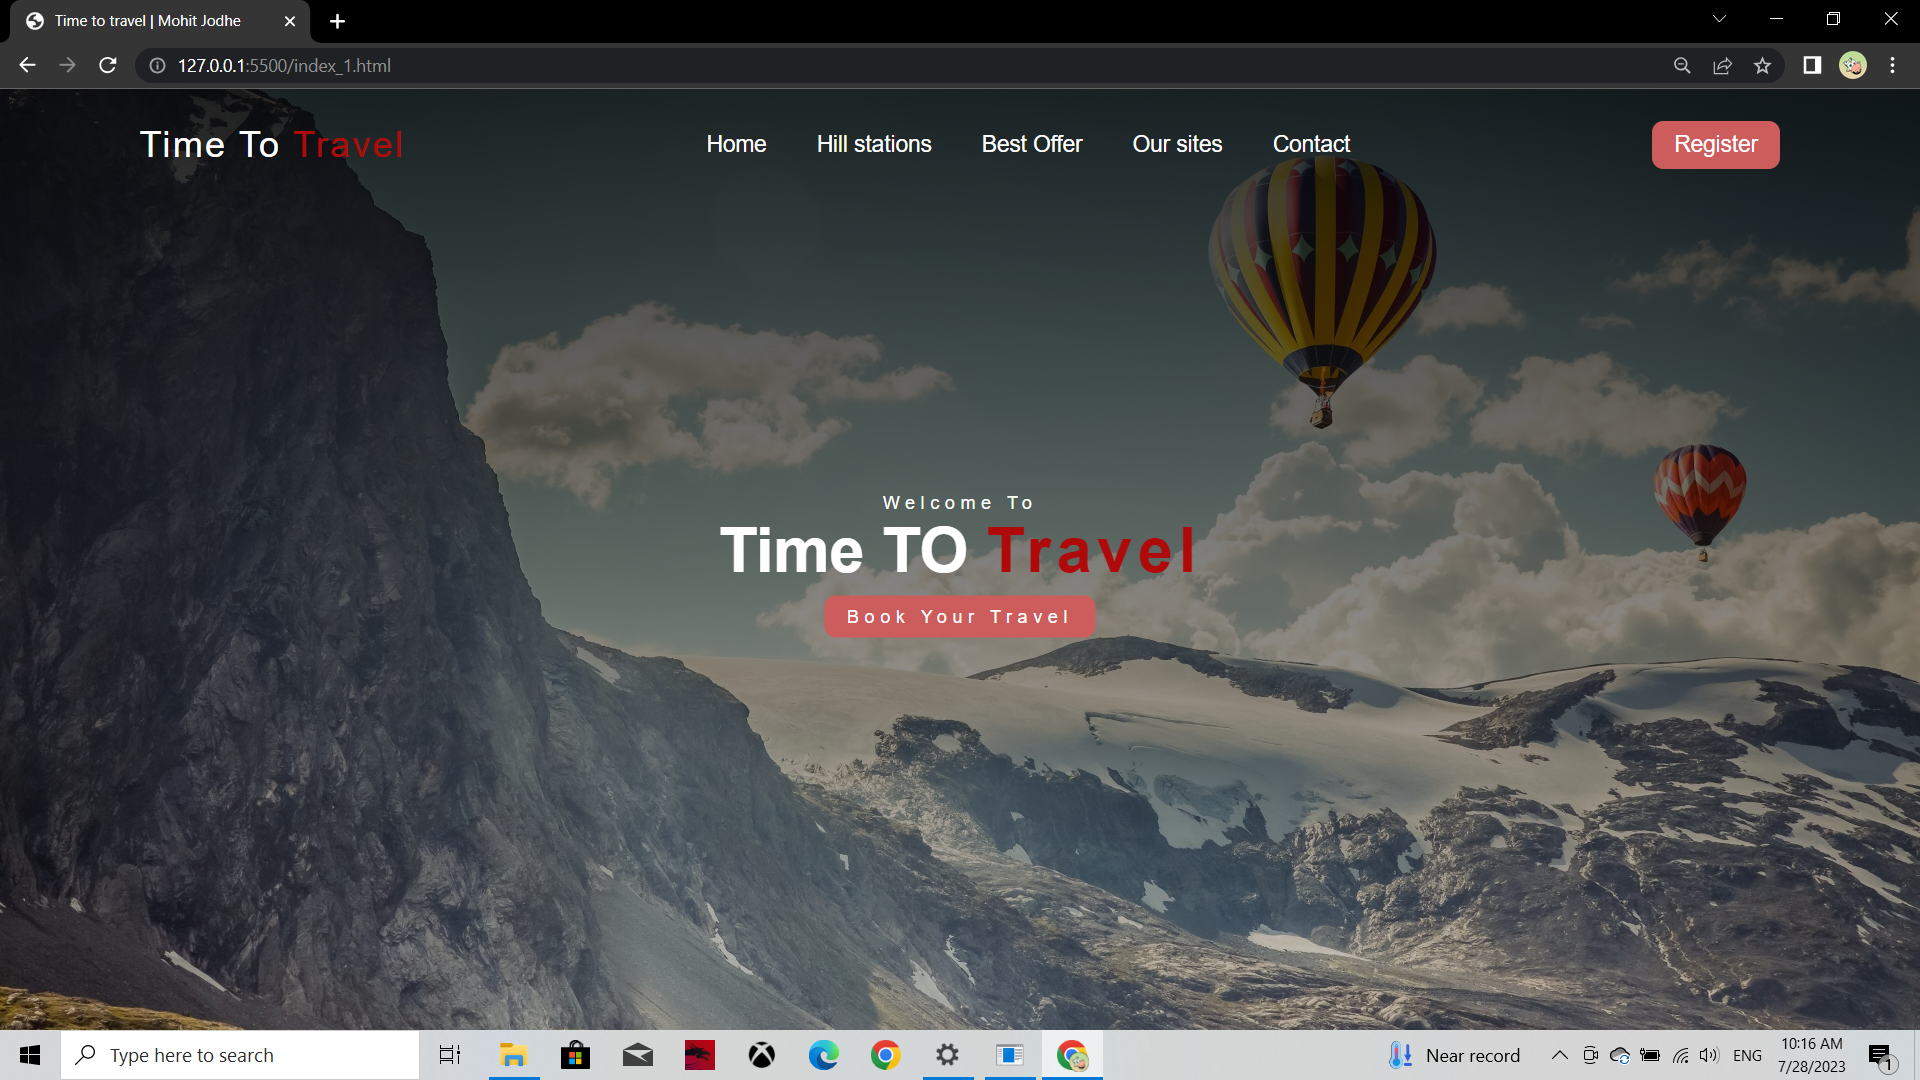 Time to travel | Mohit Jodhe
127.0.0.1:5500/index_1.html
Time To Travel
Home
Hill stations
Best Offer
Our sites
Contact
Register
Welcome To
Time TO Travel
Book Your Travel
Type here to search
Near record
ENG
10:16 AM
7/28/2023
1